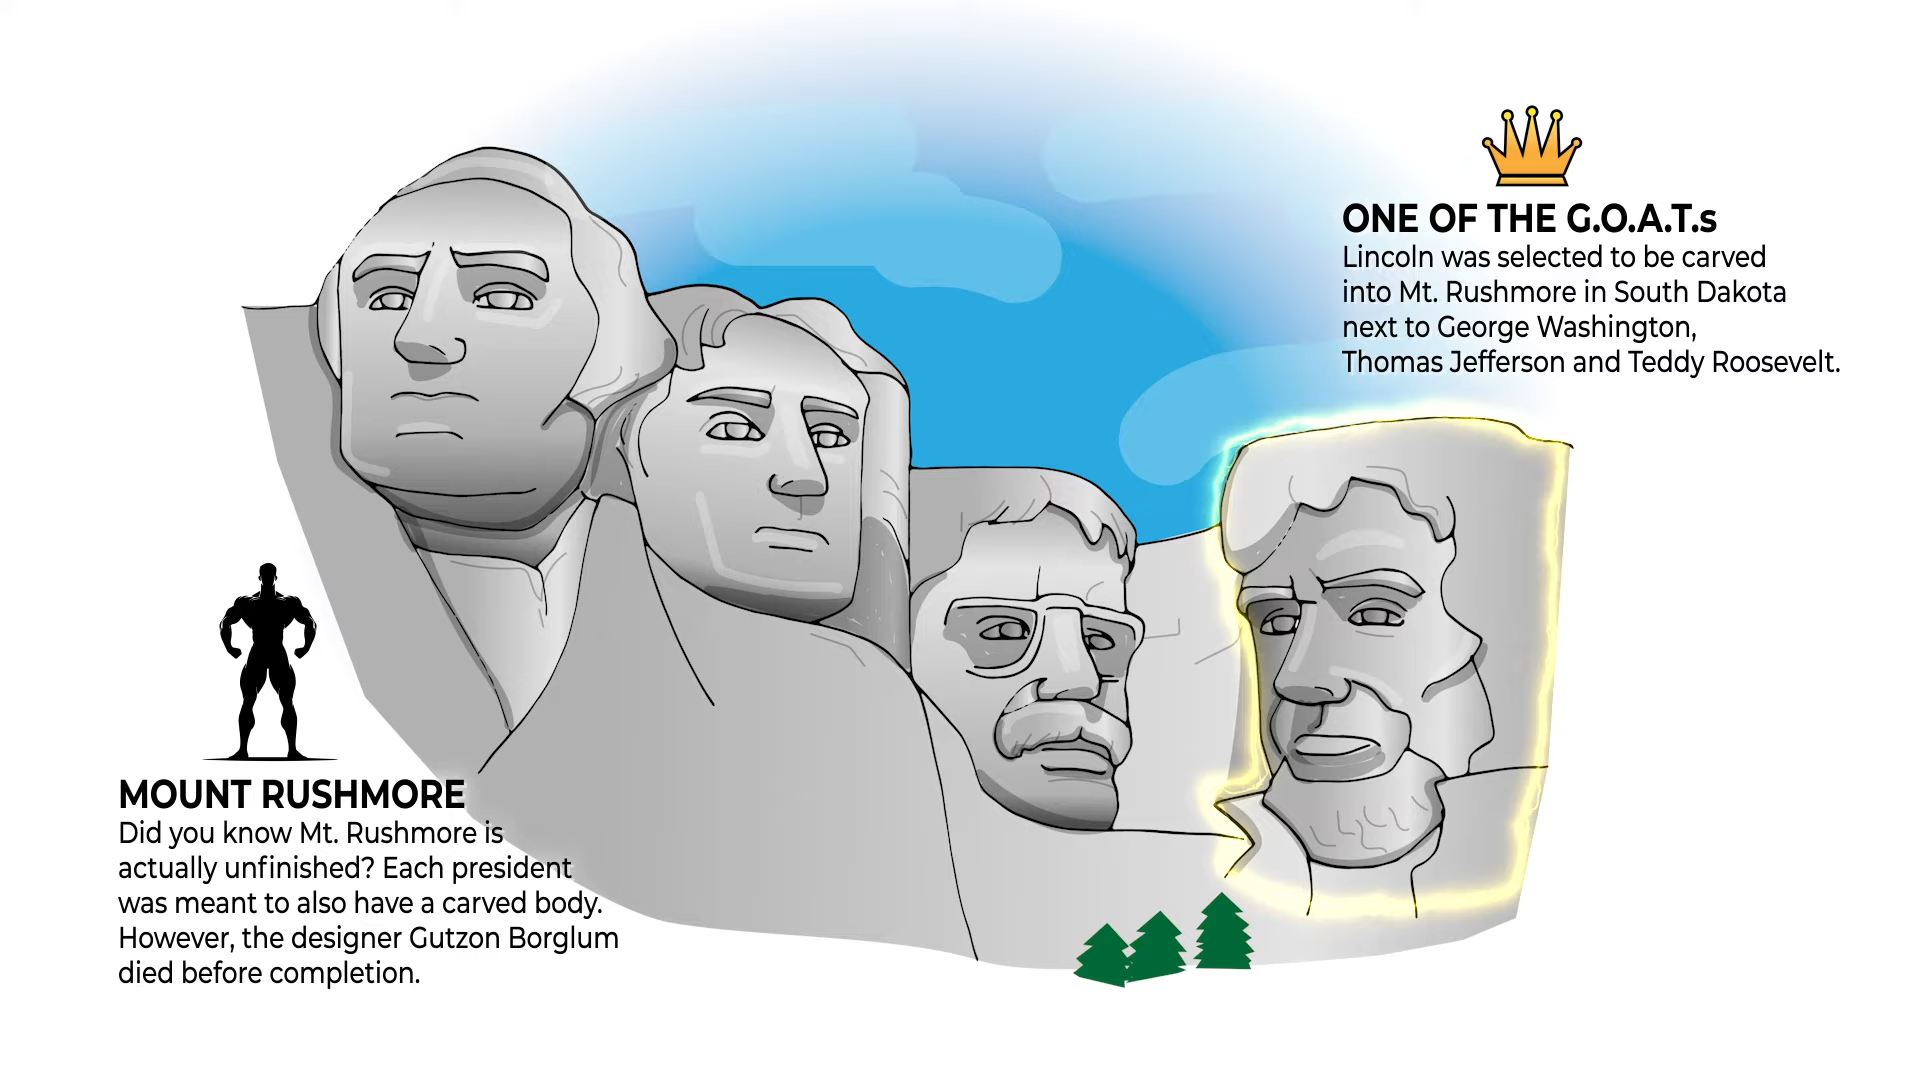 ONE OF THE G.O.A.T.s
Lincoln was selected to be carved
into Mt. Rushmore in South Dakota
next to George Washington,
Thomas Jefferson and Teddy Roosevelt.
MOUNT RUSHMORE
Did you know Mt. Rushmore is
actually unfinished? Each president
was meant to also have a carved body.
However, the designer Gutzon Borglum
died before completion.